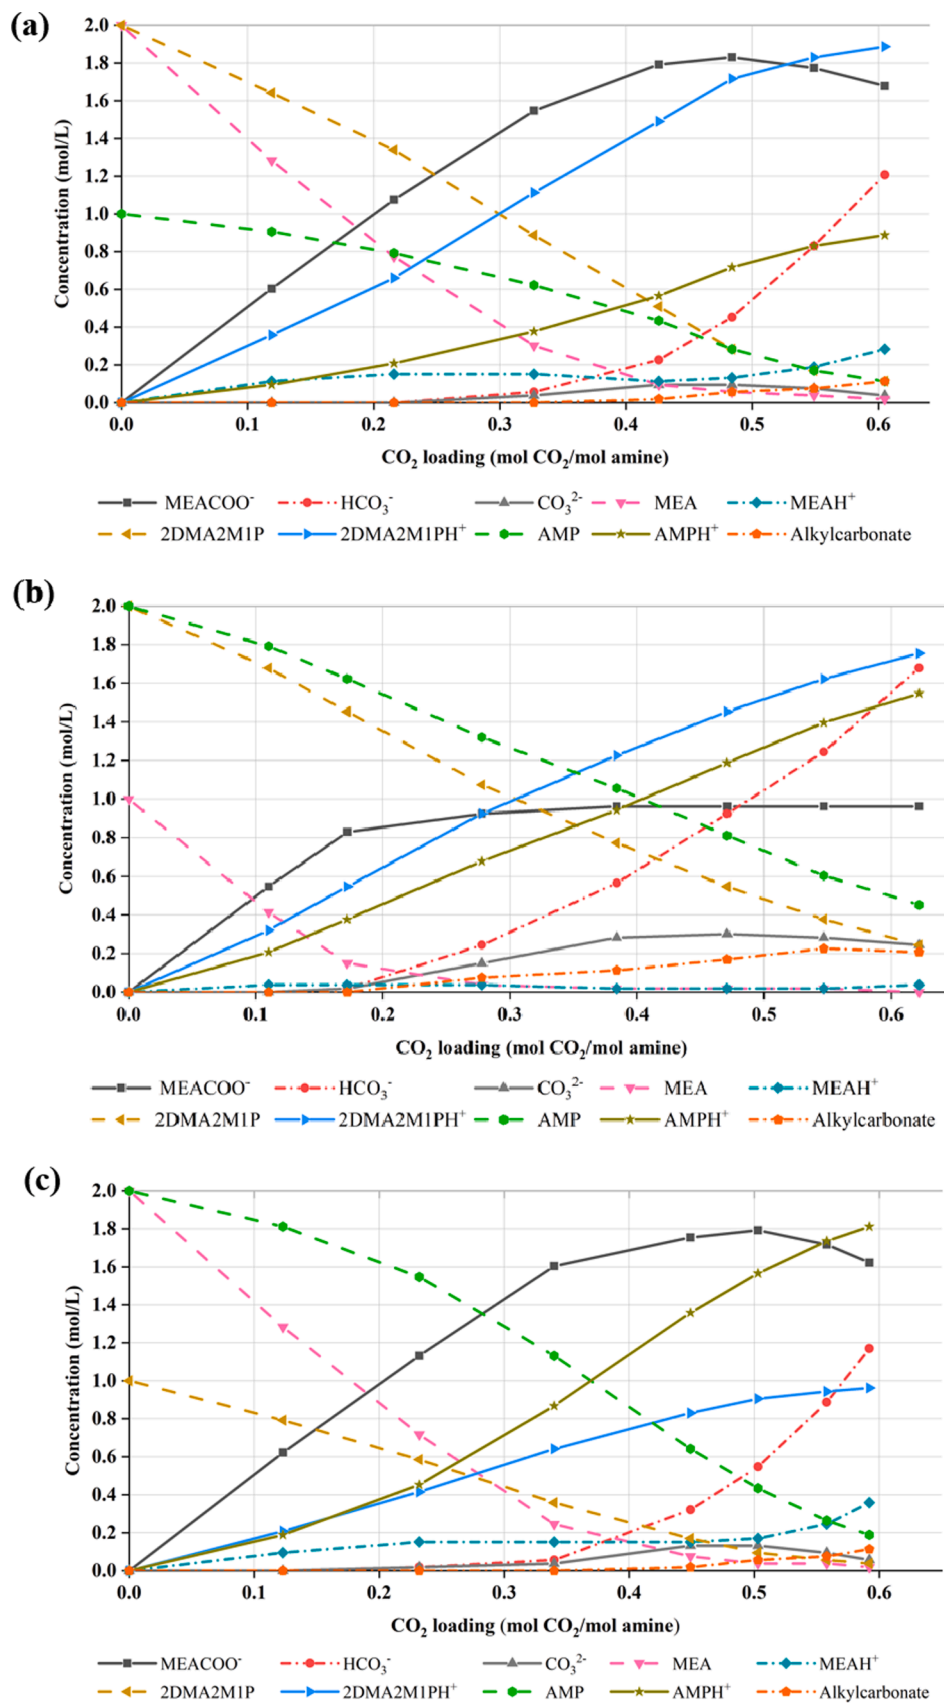 (a)
2.0
1.8
1.6
1.4
1.2
1.0
0.8
0.6
0.4
0.2
0.0
Concentration (mol/L)
0.0 0.1 0.2 0.3 0.4 0.5 0.6
CO₂ loading (mol CO₂/mol amine)
MEACOO⁻ HCO₃⁻ CO₃²⁻ MEA MEAH⁺
2DMA2M1P 2DMA2M1PH⁺ AMP AMPH⁺ Alkylcarbonate
(b)
2.0
1.8
1.6
1.4
1.2
1.0
0.8
0.6
0.4
0.2
0.0
Concentration (mol/L)
0.0 0.1 0.2 0.3 0.4 0.5 0.6
CO₂ loading (mol CO₂/mol amine)
MEACOO⁻ HCO₃⁻ CO₃²⁻ MEA MEAH⁺
2DMA2M1P 2DMA2M1PH⁺ AMP AMPH⁺ Alkylcarbonate
(c)
2.0
1.8
1.6
1.4
1.2
1.0
0.8
0.6
0.4
0.2
0.0
Concentration (mol/L)
0.0 0.1 0.2 0.3 0.4 0.5 0.6
CO₂ loading (mol CO₂/mol amine)
MEACOO⁻ HCO₃⁻ CO₃²⁻ MEA MEAH⁺
2DMA2M1P 2DMA2M1PH⁺ AMP AMPH⁺ Alkylcarbonate